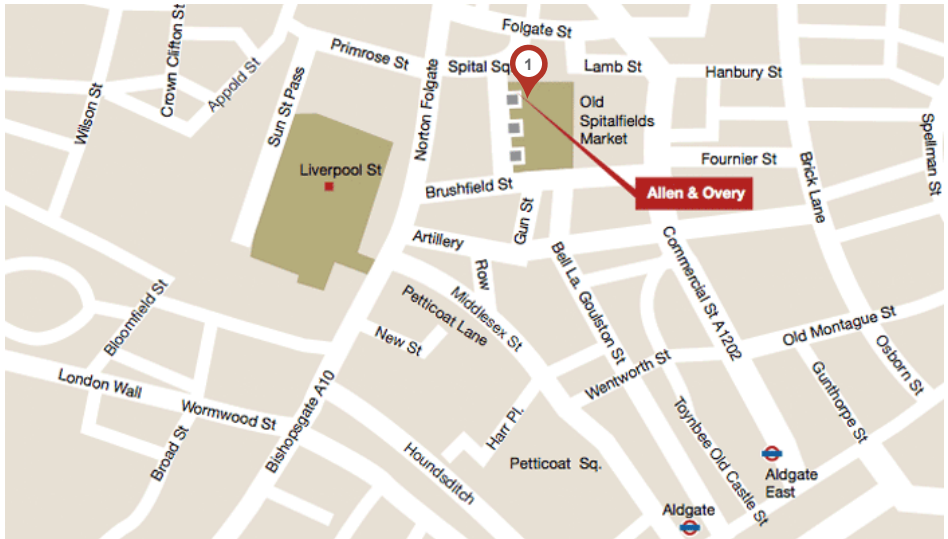 Folgate St
Primrose St
Spital Sq
1
Lamb St
Hanbury St
Crown Clifton St
Appold St
Wilson St
Sun St Pass
Norton Folgate
Old
Spitalfields
Market
Spellman St
Liverpool St
Fournier St
Brick Lane
Brushfield St
Allen & Overy
Gun St
Artillery
Row
Bell La. Goulston St
Commercial St A1202
Bloomfield St
Petticoat Lane
Middlesex St
New St
Old Montague St
Osborn St
Wentworth St
Gunthorpe St
London Wall
Wormwood St
Bishopsgate A10
Broad St
Harr Pl.
Houndsditch
Petticoat Sq.
Toynbee Old Castle St
Aldgate
East
Aldgate